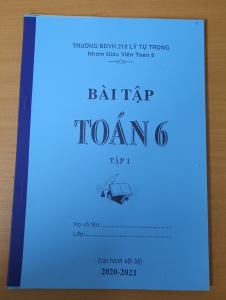 TRƯỜNG BDVH 218 LÝ TỰ TRỌNG
Nhóm Giáo Viên Toán 6
BÀI TẬP
TOÁN 6
TẬP 1
Họ và tên:
Lớp:
(Lưu hành nội bộ)
2020-2021